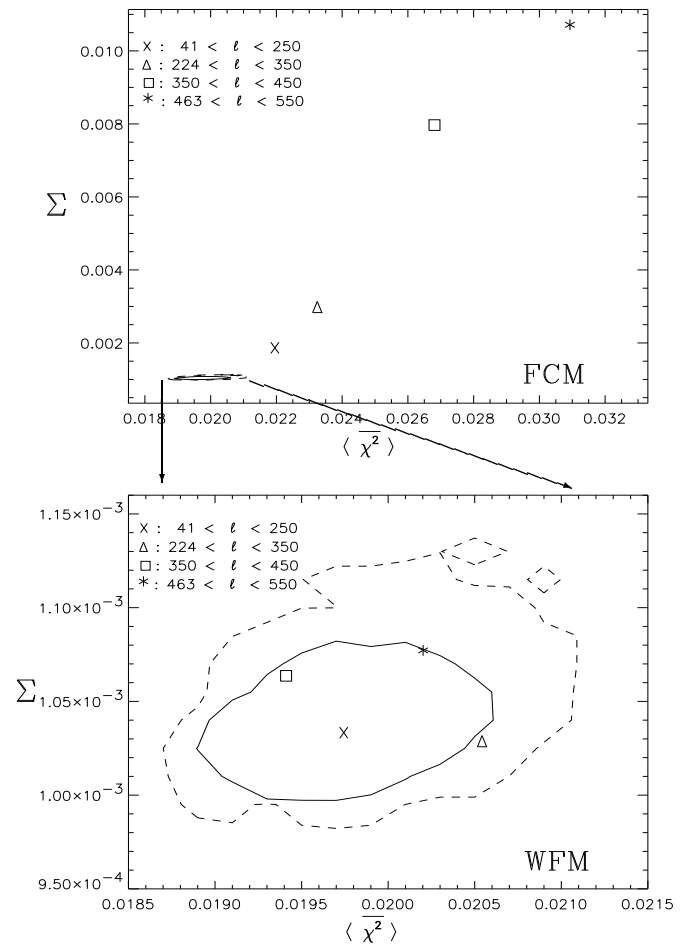 0.010
0.008
0.006
0.004
0.002
Σ
X : 41 < ℓ < 250
△ : 224 < ℓ < 350
□ : 350 < ℓ < 450
* : 463 < ℓ < 550
FCM
0.018 0.020 0.022 0.024 0.026 0.028 0.030 0.032
⟨ χ² ⟩
1.15×10⁻³
1.10×10⁻³
1.05×10⁻³
1.00×10⁻³
9.50×10⁻⁴
Σ
X : 41 < ℓ < 250
△ : 224 < ℓ < 350
□ : 350 < ℓ < 450
* : 463 < ℓ < 550
WFM
0.0185 0.0190 0.0195 0.0200 0.0205 0.0210 0.0215
⟨ χ² ⟩